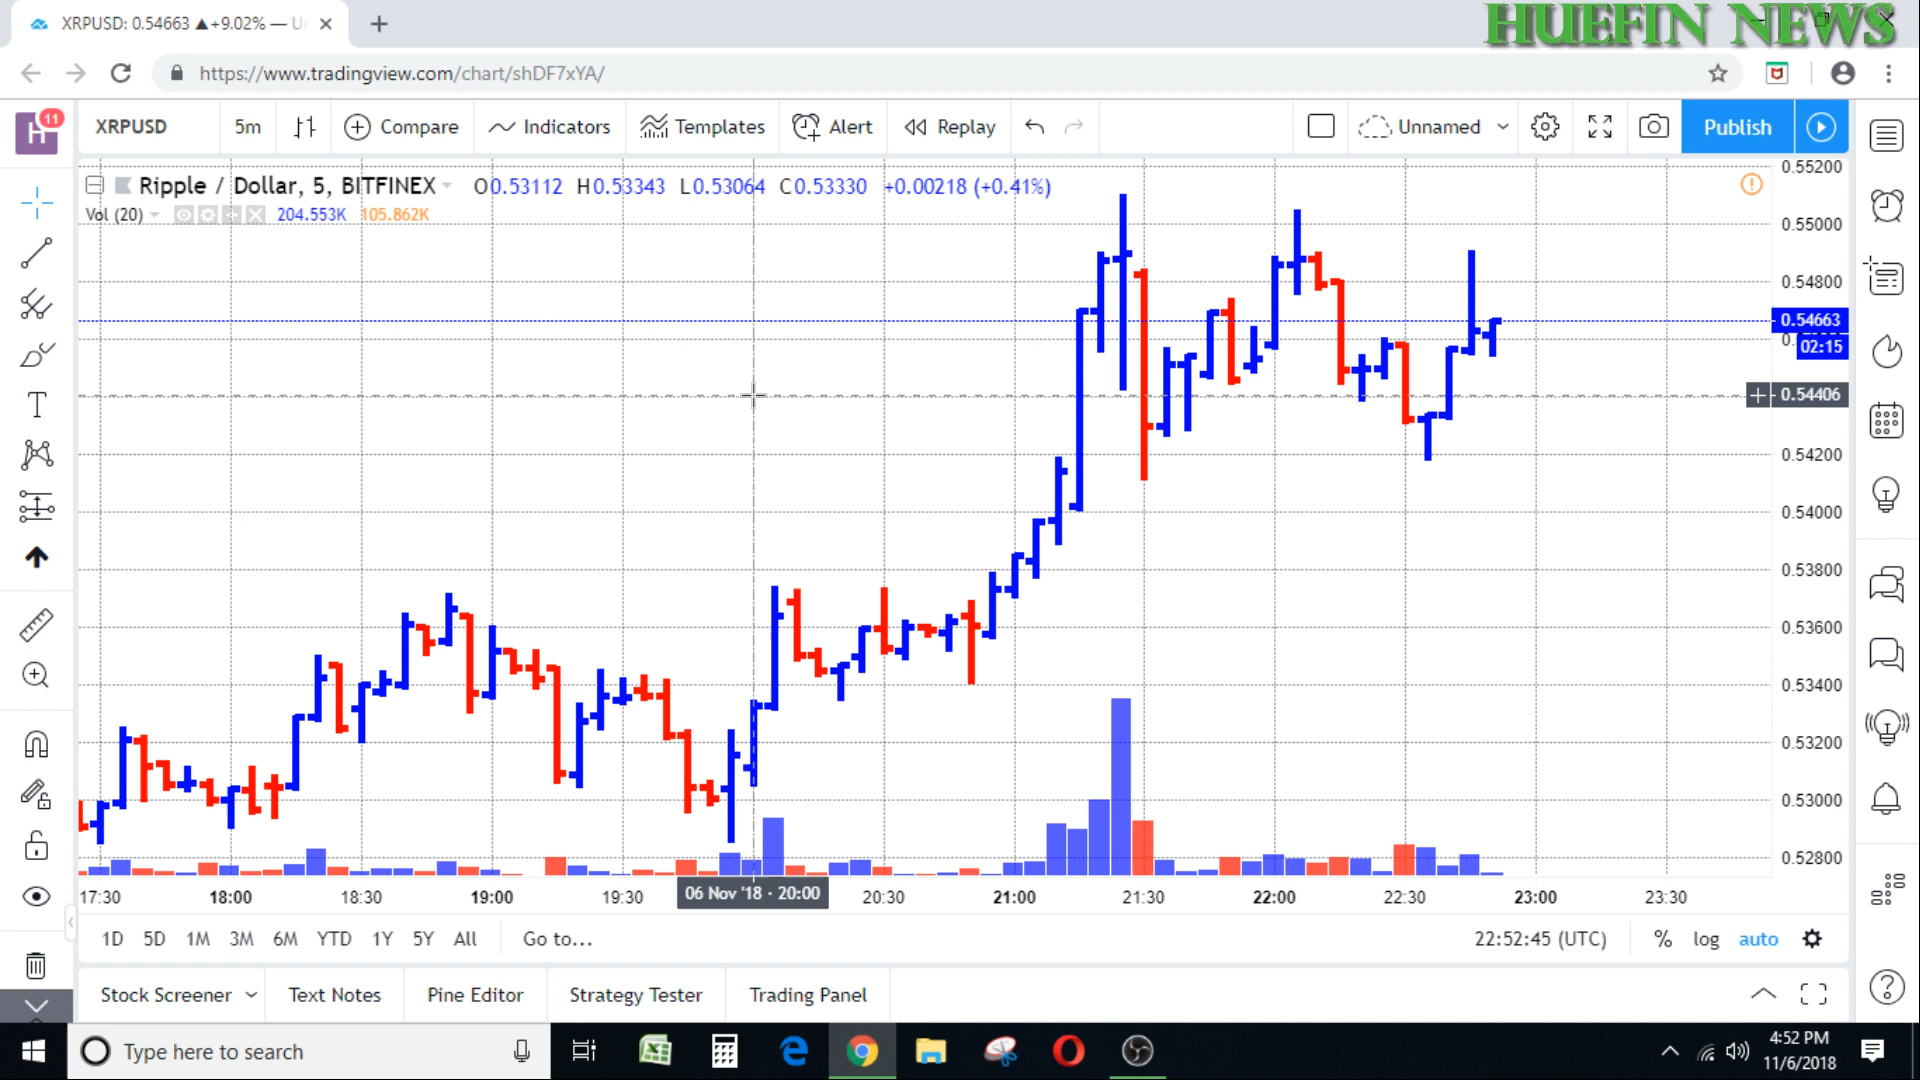 XRPUSD: 0.54663 ▲+9.02% — U
HUEFIN NEWS
https://www.tradingview.com/chart/shDF7xYA/
H 11
XRPUSD 5m Compare Indicators Templates Alert Replay Unnamed Publish
Ripple / Dollar, 5, BITFINEX O0.53112 H0.53343 L0.53064 C0.53330 +0.00218 (+0.41%)
Vol (20) 204.553K 105.862K
0.55200
0.55000
0.54800
0.54663
02:15
0.54406
0.54200
0.54000
0.53800
0.53600
0.53400
0.53200
0.53000
0.52800
17:30 18:00 18:30 19:00 19:30 06 Nov '18 · 20:00 20:30 21:00 21:30 22:00 22:30 23:00 23:30
1D 5D 1M 3M 6M YTD 1Y 5Y All Go to... 22:52:45 (UTC) % log auto
Stock Screener Text Notes Pine Editor Strategy Tester Trading Panel
Type here to search
4:52 PM
11/6/2018